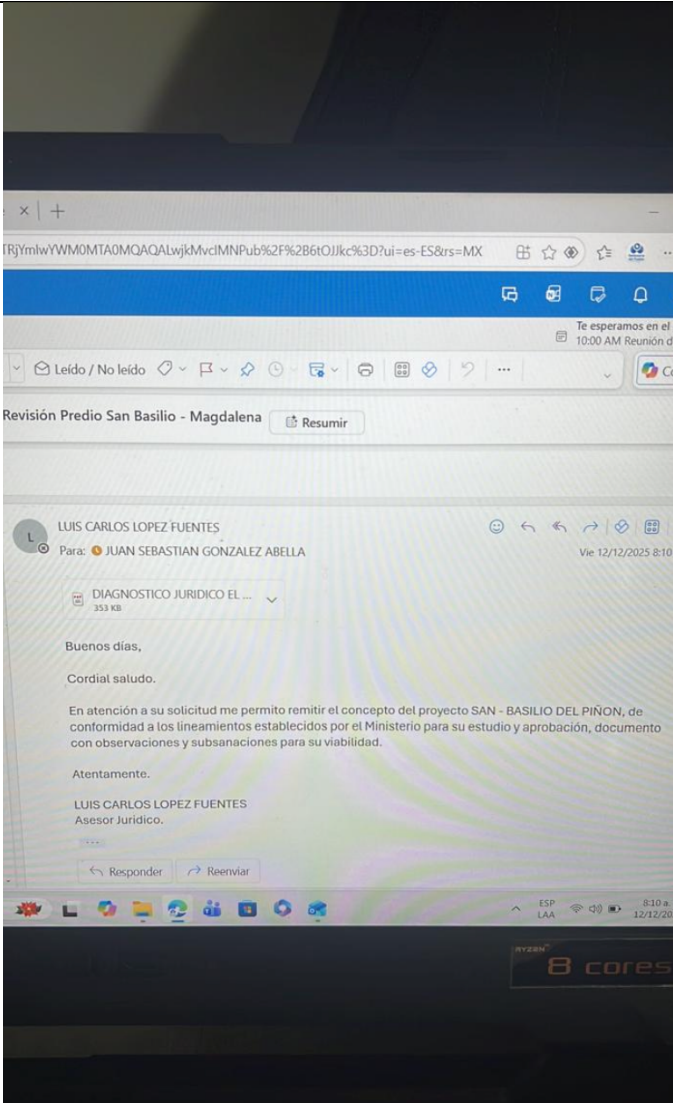 TRjYmlwYWM0MTA0MQAQALwjkMvclMNPub%2F%2B6tOJJkc%3D?ui=es-ES&rs=MX
Te esperamos en el
10:00 AM Reunión d
Leído / No leído
Revisión Predio San Basilio - Magdalena
Resumir
L
LUIS CARLOS LOPEZ FUENTES
Para: JUAN SEBASTIAN GONZALEZ ABELLA
Vie 12/12/2025 8:10
DIAGNOSTICO JURIDICO EL ...
353 KB
Buenos días,
Cordial saludo.
En atención a su solicitud me permito remitir el concepto del proyecto SAN - BASILIO DEL PIÑON, de
conformidad a los lineamientos establecidos por el Ministerio para su estudio y aprobación, documento
con observaciones y subsanaciones para su viabilidad.
Atentamente.
LUIS CARLOS LOPEZ FUENTES
Asesor Juridico.
Responder
Reenviar
ESP
LAA
8:10 a.
12/12/20
RYZEN
8 cores